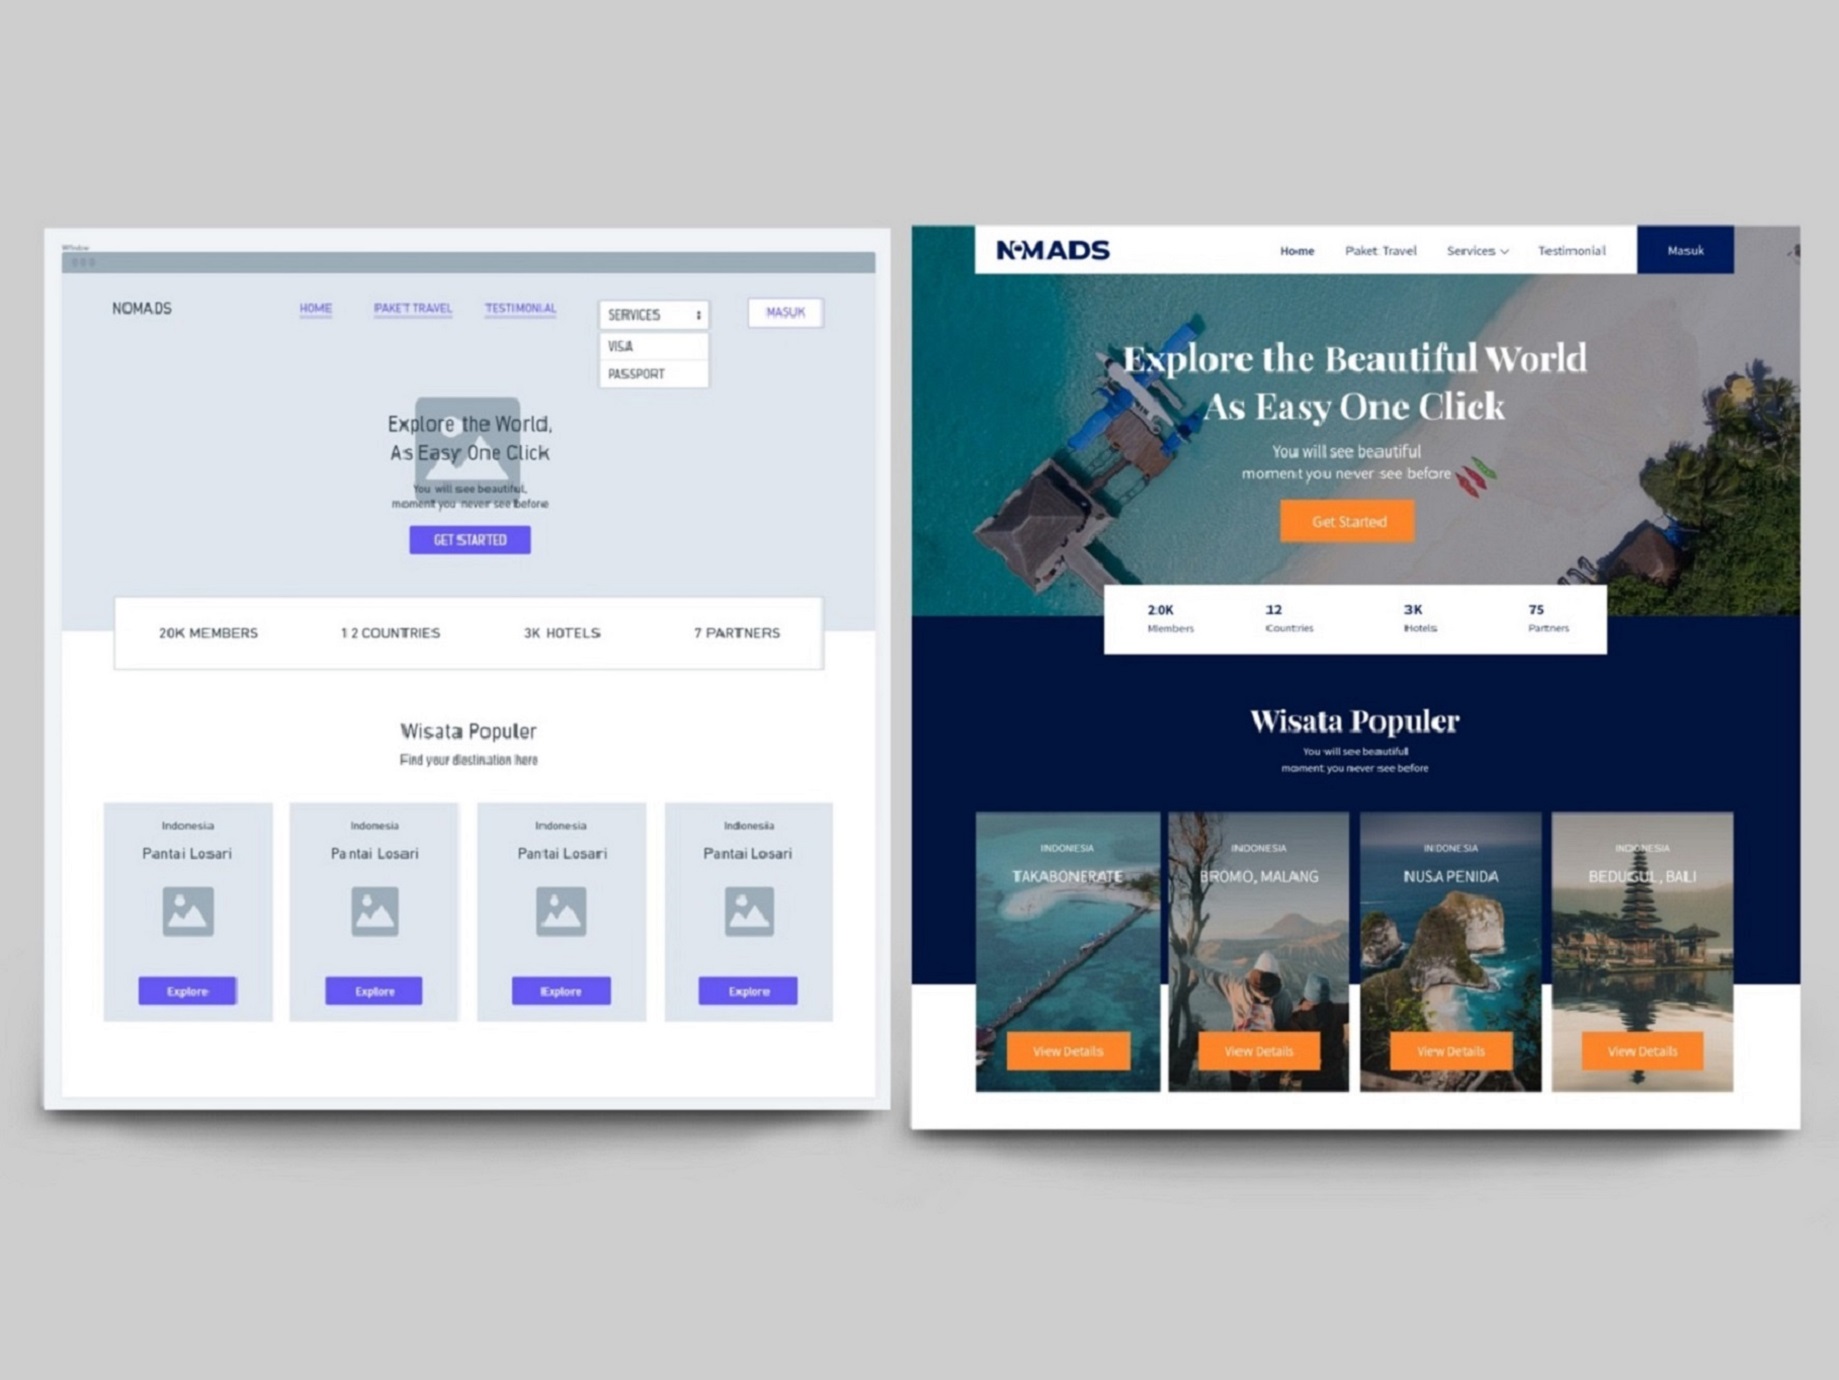 Window
NOMADS
HOME
PAKET TRAVEL
TESTIMONIAL
SERVICES
MASUK
VISA
PASSPORT
Explore the World,
As Easy One Click
You will see beautiful,
moment you never see before
GET STARTED
20K MEMBERS
12 COUNTRIES
3K HOTELS
7 PARTNERS
Wisata Populer
Find your destination here
Indonesia
Pantai Losari
Explore
Indonesia
Pantai Losari
Explore
Indonesia
Pantai Losari
Explore
Indonesia
Pantai Losari
Explore
NOMADS
Home
Paket Travel
Services
Testimonial
Masuk
Explore the Beautiful World
As Easy One Click
You will see beautiful
moment you never see before
Get Started
20K
Members
12
Countries
3K
Hotels
75
Partners
Wisata Populer
You will see beautiful
moment you never see before
INDONESIA
TAKABONERATE
View Details
INDONESIA
BROMO, MALANG
View Details
INDONESIA
NUSA PENIDA
View Details
INDONESIA
BEDUGUL, BALI
View Details